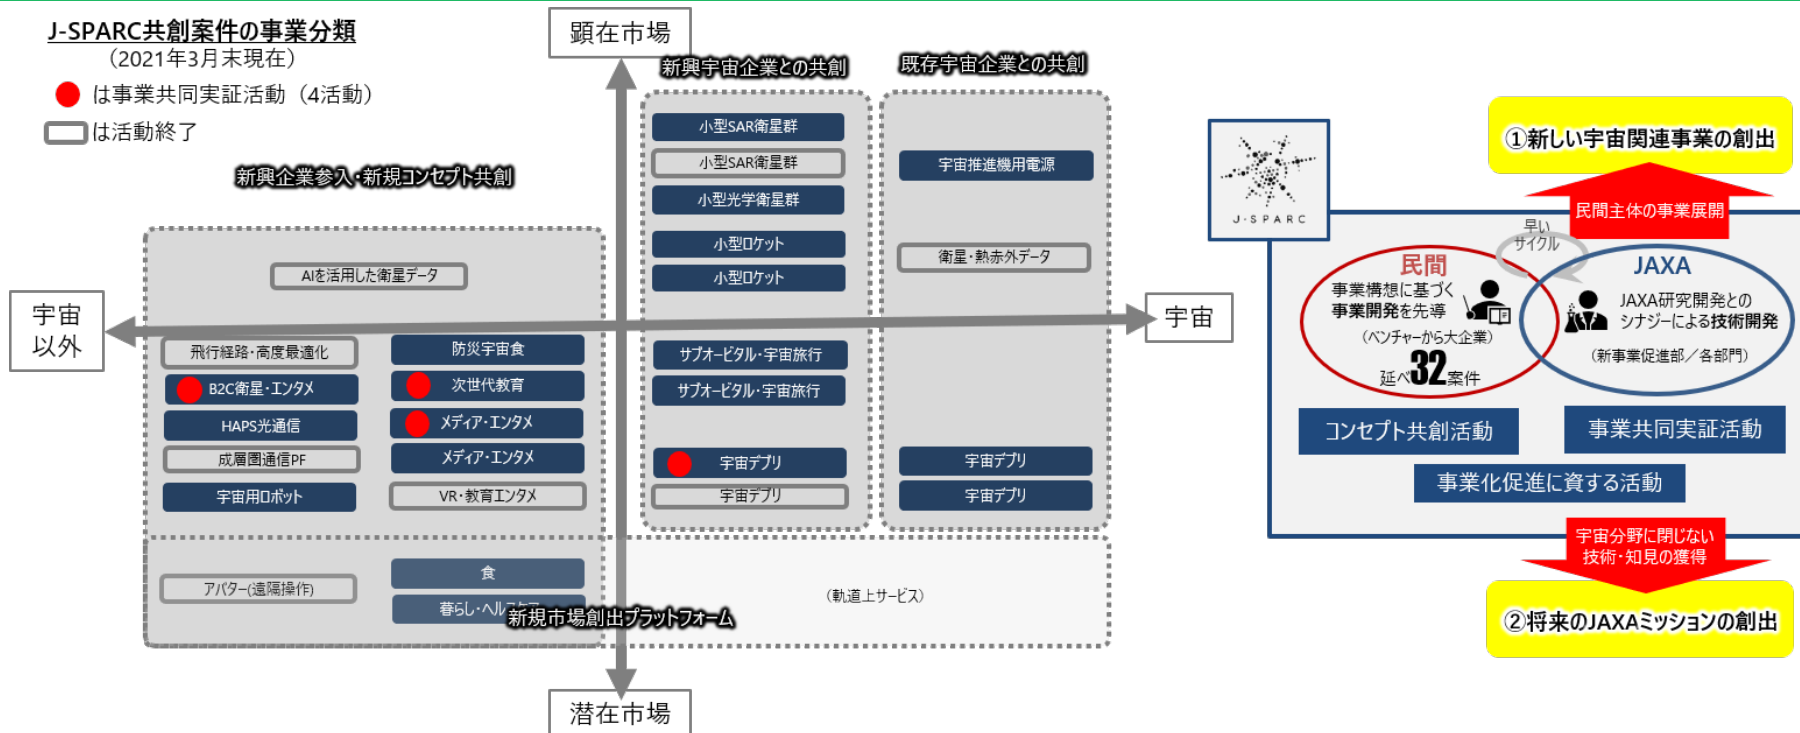 J-SPARC共創案件の事業分類
（2021年3月末現在）
は事業共同実証活動（4活動）
は活動終了
顕在市場
新興宇宙企業との共創
既存宇宙企業との共創
新興企業参入・新規コンセプト共創
小型SAR衛星群
小型SAR衛星群
小型光学衛星群
小型ロケット
小型ロケット
宇宙推進機用電源
衛星・熱赤外データ
AIを活用した衛星データ
宇宙
以外
宇宙
飛行経路・高度最適化
B2C衛星・エンタメ
HAPS光通信
成層圏通信PF
宇宙用ロボット
防災宇宙食
次世代教育
メディア・エンタメ
メディア・エンタメ
VR・教育エンタメ
サブオービタル・宇宙旅行
サブオービタル・宇宙旅行
宇宙デブリ
宇宙デブリ
宇宙デブリ
宇宙デブリ
アバター(遠隔操作)
食
暮らし・ヘルスケア
新規市場創出プラットフォーム
（軌道上サービス）
潜在市場
J-SPARC
①新しい宇宙関連事業の創出
民間主体の事業展開
早い
サイクル
民間
事業構想に基づく
事業開発を先導
（ベンチャーから大企業）
延べ32案件
JAXA
JAXA研究開発との
シナジーによる技術開発
（新事業促進部／各部門）
コンセプト共創活動
事業共同実証活動
事業化促進に資する活動
宇宙分野に閉じない
技術・知見の獲得
②将来のJAXAミッションの創出